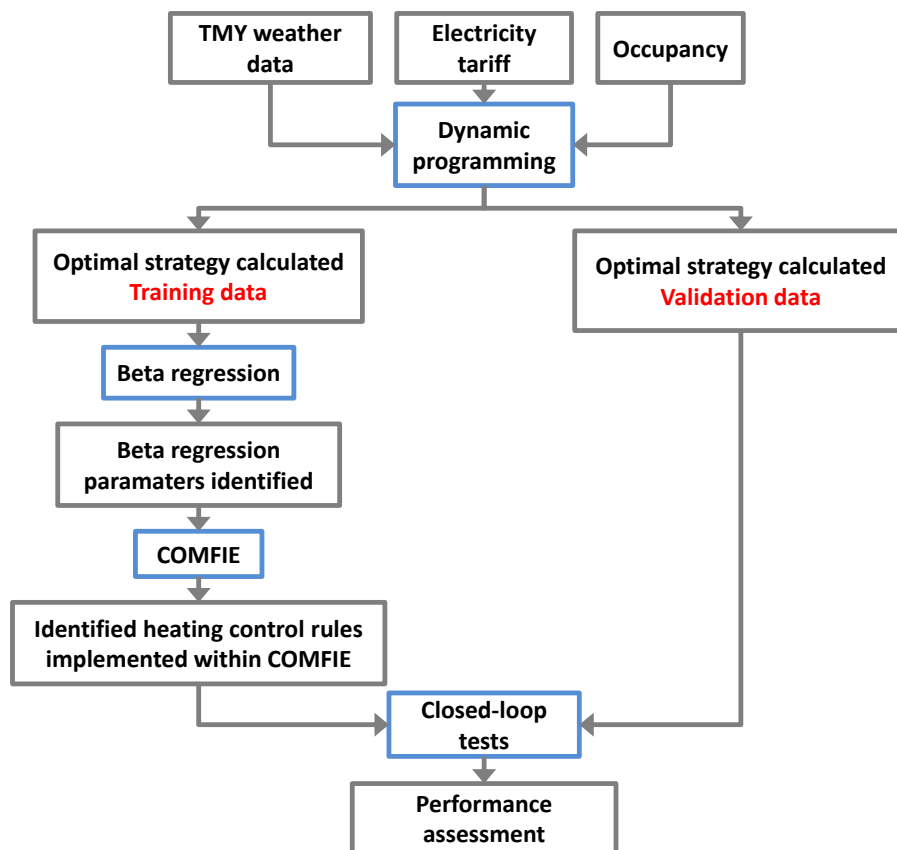 TMY weather
data
Electricity
tariff
Occupancy
Dynamic
programming
Optimal strategy calculated
Training data
Optimal strategy calculated
Validation data
Beta regression
Beta regression
paramaters identified
COMFIE
Identified heating control rules
implemented within COMFIE
Closed-loop
tests
Performance
assessment